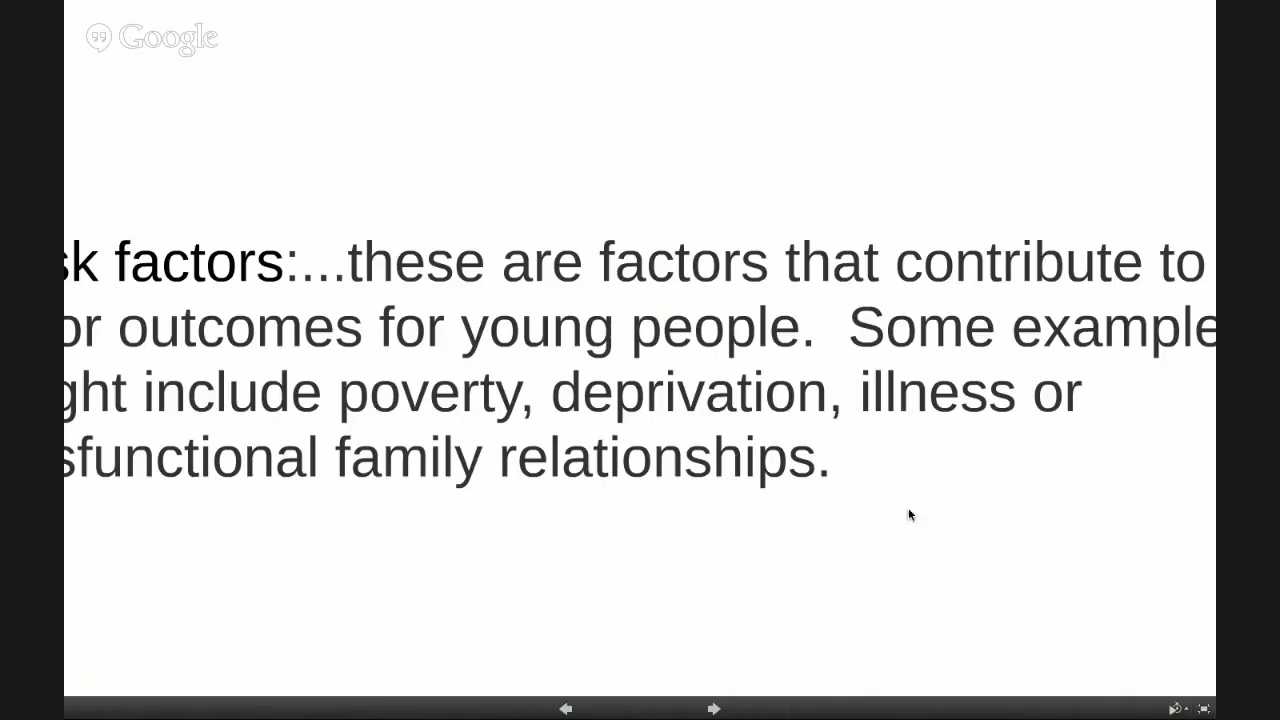 Google
sk factors:...these are factors that contribute to
or outcomes for young people. Some example
ght include poverty, deprivation, illness or
sfunctional family relationships.